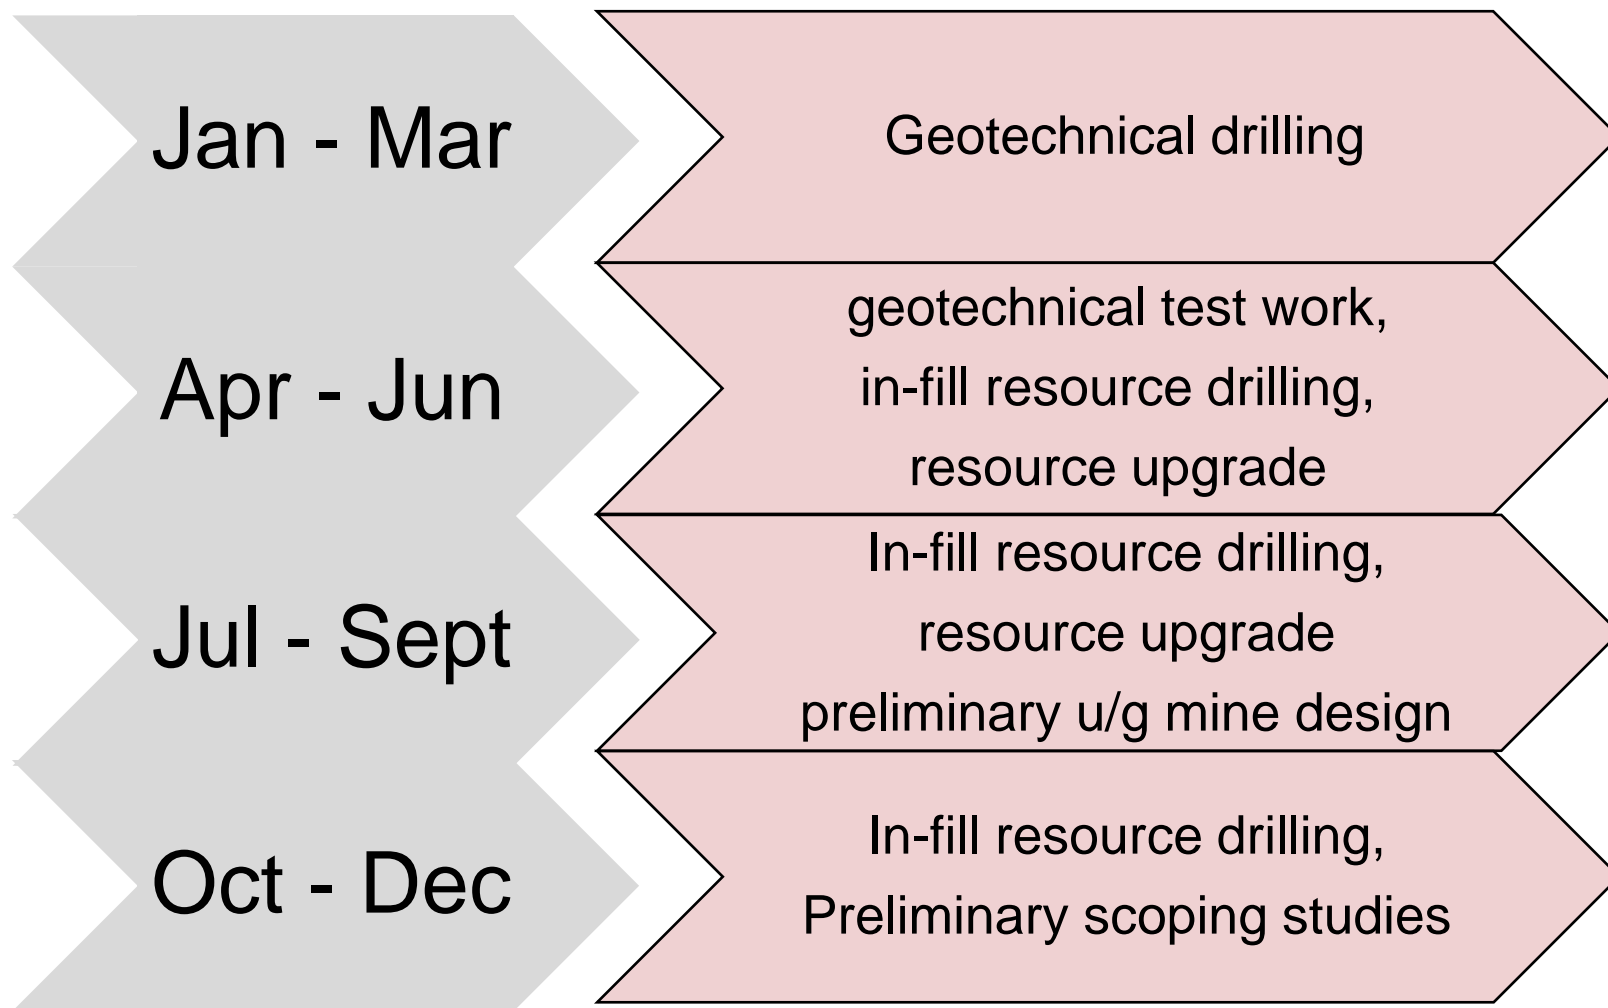 Jan - Mar
Geotechnical drilling
Apr - Jun
geotechnical test work,
in-fill resource drilling,
resource upgrade
Jul - Sept
In-fill resource drilling,
resource upgrade
preliminary u/g mine design
Oct - Dec
In-fill resource drilling,
Preliminary scoping studies